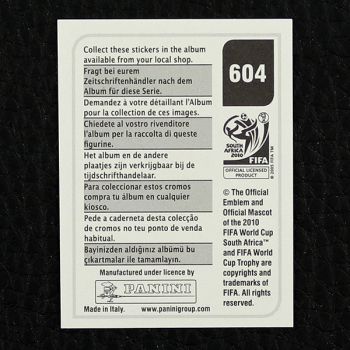 Collect these stickers in the album
available from your local shop.
Fragt bei eurem
Zeitschriftenhändler nach dem
Album für diese Serie.
Demandez à votre détaillant l'Album
pour la collection de ces images.
Chiedete al vostro rivenditore
l'album per la raccolta di queste
figurine.
Het album en de andere
plaatjes zijn verkrijgbaar bij de
tijdschrifthandelaar.
Para coleccionar estos cromos
compra tu álbum en cualquier
kiosco.
Pede a caderneta desta colecção
de cromos no teu ponto de venda
habitual.
Bayinizden aldığınız albümü bu
çıkartmalar ile tamamlayın.
Manufactured under licence by
PANINI
Made in Italy.
www.paninigroup.com
604
SOUTH AFRICA
2010
FIFA
OFFICIAL LICENSED
PRODUCT
© 2005 FIFA TM
© The Official
Emblem and
Official Mascot
of the 2010
FIFA World Cup
South Africa™
and FIFA World
Cup Trophy are
copyrights and
trademarks of
FIFA. All rights
reserved.